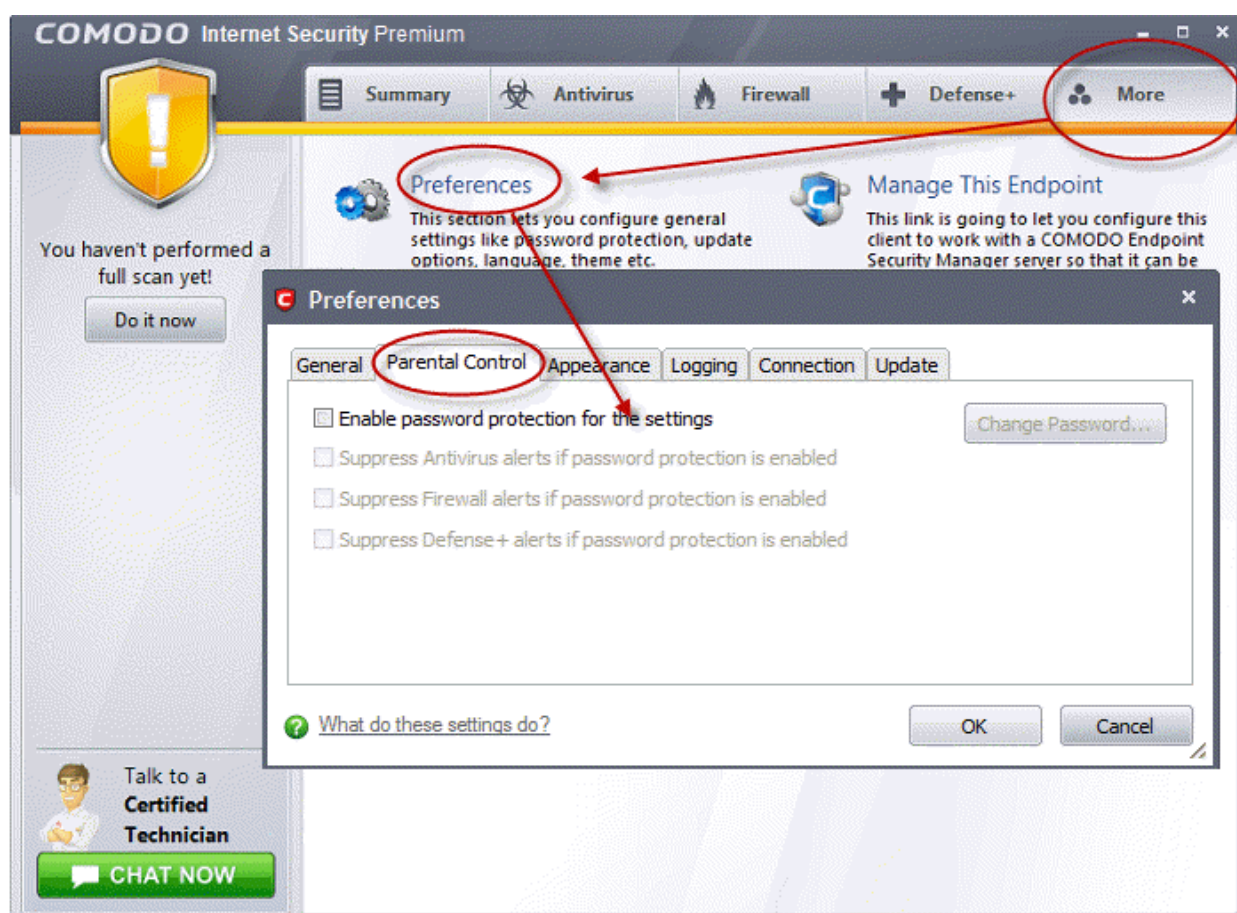 COMODO Internet Security Premium
Summary
Antivirus
Firewall
Defense+
More
You haven't performed a
full scan yet!
Do it now
Preferences
This section lets you configure general
settings like password protection, update
options, language, theme etc.
Manage This Endpoint
This link is going to let you configure this
client to work with a COMODO Endpoint
Security Manager server so that it can be
Preferences
General
Parental Control
Appearance
Logging
Connection
Update
Enable password protection for the settings
Change Password...
Suppress Antivirus alerts if password protection is enabled
Suppress Firewall alerts if password protection is enabled
Suppress Defense+ alerts if password protection is enabled
What do these settings do?
OK
Cancel
Talk to a
Certified
Technician
CHAT NOW